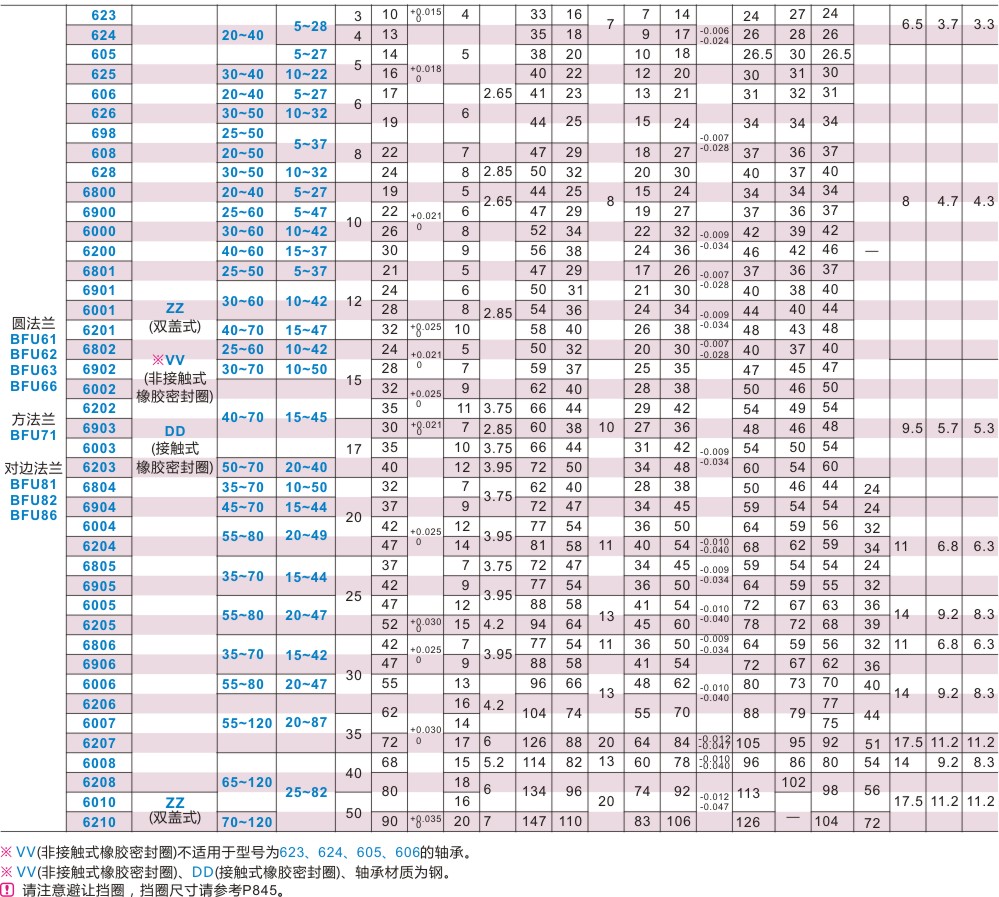 623 5~28 3 10 +0.015 0 4 33 16 7 7 14 24 27 24 6.5 3.7 3.3
624 20~40 4 13 35 18 9 17 -0.006 -0.024 26 28 26
605 5~27 5 14 5 38 20 10 18 26.5 30 26.5
625 30~40 10~22 16 +0.018 0 40 22 12 20 30 31 30
606 20~40 5~27 6 17 2.65 41 23 13 21 31 32 31
626 30~50 10~32 19 6 44 25 15 24 34 34 34
698 25~50 5~37 -0.007 -0.028
608 20~50 8 22 7 47 29 18 27 37 36 37
628 30~50 10~32 24 8 2.85 50 32 20 30 40 37 40
6800 20~40 5~27 19 5 2.65 44 25 8 15 24 34 34 34 8 4.7 4.3
6900 25~60 5~47 10 22 +0.021 0 6 47 29 19 27 37 36 37
6000 30~60 10~42 26 8 52 34 22 32 -0.009 -0.034 42 39 42
6200 40~60 15~37 30 9 56 38 24 36 46 42 46 —
6801 25~50 5~37 21 5 47 29 17 26 -0.007 -0.028 37 36 37
6901 30~60 10~42 12 24 6 50 31 21 30 40 38 40
6001 ZZ 28 8 2.85 54 36 24 34 -0.009 -0.034 44 40 44
圆法兰 6201 (双盖式) 40~70 15~47 32 +0.025 0 10 58 40 26 38 48 43 48
BFU61 6802 25~60 10~42 24 +0.021 0 5 50 32 20 30 -0.007 -0.028 40 37 40
BFU62 ※VV
BFU63 6902 (非接触式 30~70 10~50 15 28 7 59 37 25 35 47 45 47
BFU66 6002 橡胶密封圈) 32 +0.025 0 9 62 40 28 38 50 46 50
方法兰 6202 40~70 15~45 35 11 3.75 66 44 29 42 54 49 54
BFU71 6903 DD 30 +0.021 0 7 2.85 60 38 10 27 36 48 46 48 9.5 5.7 5.3
6003 (接触式 17 35 10 3.75 66 44 31 42 -0.009 -0.034 54 50 54
对边法兰 6203 橡胶密封圈) 50~70 20~40 40 12 3.95 72 50 34 48 60 54 60
BFU81 6804 35~70 10~50 32 7 3.75 62 40 28 38 50 46 44 24
BFU82 6904 45~70 15~44 20 37 9 72 47 34 45 59 54 54 24
BFU86 6004 55~80 20~49 42 +0.025 0 12 3.95 77 54 36 50 64 59 56 32
6204 47 14 81 58 11 40 54 -0.010 -0.040 68 62 59 34 11 6.8 6.3
6805 35~70 15~44 25 37 7 3.75 72 47 34 45 -0.009 -0.034 59 54 54 24
6905 42 9 3.95 77 54 36 50 64 59 55 32
6005 55~80 20~47 47 12 88 58 13 41 54 -0.010 -0.040 72 67 63 36 14 9.2 8.3
6205 52 +0.030 0 15 4.2 94 64 45 60 78 72 68 39
6806 35~70 15~42 30 42 +0.025 0 7 3.95 77 54 11 36 50 -0.009 -0.034 64 59 56 32 11 6.8 6.3
6906 47 9 88 58 41 54 72 67 62 36
6006 55~80 20~47 55 13 96 66 13 48 62 -0.010 -0.040 80 73 70 40 14 9.2 8.3
6206 55~120 20~87 62 16 4.2 104 74 55 70 88 79 77 44
6007 35 +0.030 0 14 75
6207 72 17 6 126 88 20 64 84 -0.012 -0.047 105 95 92 51 17.5 11.2 11.2
6008 65~120 25~82 40 68 15 5.2 114 82 13 60 78 -0.010 -0.040 96 86 80 54 14 9.2 8.3
6208 80 18 6 134 96 20 74 92 113 102 98 56
6010 ZZ 50 16 -0.012 -0.047 17.5 11.2 11.2
6210 (双盖式) 70~120 90 +0.035 0 20 7 147 110 83 106 126 — 104 72
※ VV(非接触式橡胶密封圈)不适用于型号为623、624、605、606的轴承。
※ VV(非接触式橡胶密封圈)、DD(接触式橡胶密封圈)、轴承材质为钢。
! 请注意避让挡圈，挡圈尺寸请参考P845。